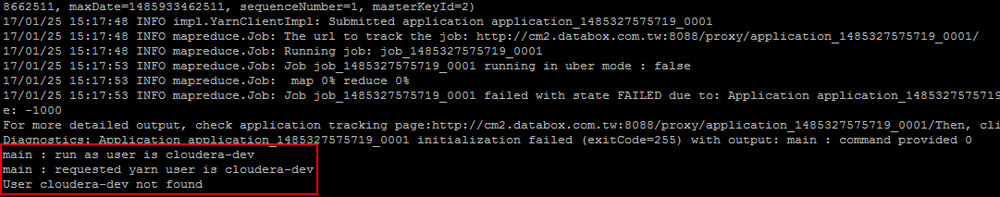 8662511, maxDate=1485933462511, sequenceNumber=1, masterKeyId=2)
17/01/25 15:17:48 INFO impl.YarnClientImpl: Submitted application application_1485327575719_0001
17/01/25 15:17:48 INFO mapreduce.Job: The url to track the job: http://cm2.databox.com.tw:8088/proxy/application_1485327575719_0001/
17/01/25 15:17:48 INFO mapreduce.Job: Running job: job_1485327575719_0001
17/01/25 15:17:53 INFO mapreduce.Job: Job job_1485327575719_0001 running in uber mode : false
17/01/25 15:17:53 INFO mapreduce.Job:  map 0% reduce 0%
17/01/25 15:17:53 INFO mapreduce.Job: Job job_1485327575719_0001 failed with state FAILED due to: Application application_1485327575719
e: -1000
For more detailed output, check application tracking page:http://cm2.databox.com.tw:8088/proxy/application_1485327575719_0001/Then, cli
Diagnostics: Application application_1485327575719_0001 initialization failed (exitCode=255) with output: main : command provided 0
main : run as user is cloudera-dev
main : requested yarn user is cloudera-dev
User cloudera-dev not found